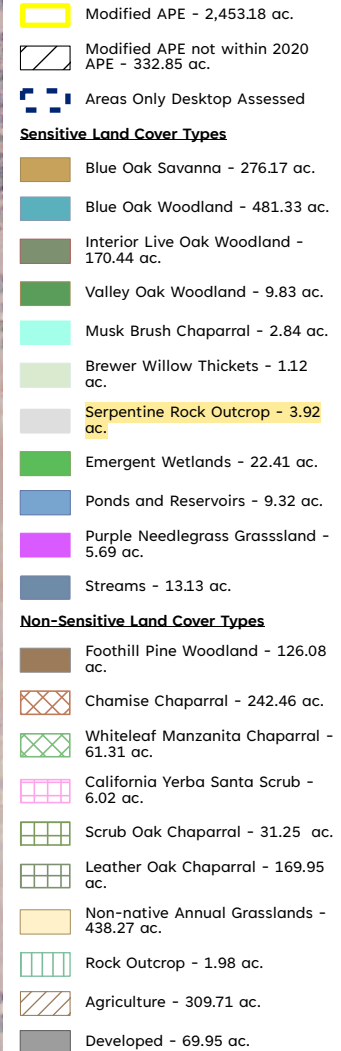 Modified APE - 2,453.18 ac.
Modified APE not within 2020
APE - 332.85 ac.
Areas Only Desktop Assessed
Sensitive Land Cover Types
Blue Oak Savanna - 276.17 ac.
Blue Oak Woodland - 481.33 ac.
Interior Live Oak Woodland -
170.44 ac.
Valley Oak Woodland - 9.83 ac.
Musk Brush Chaparral - 2.84 ac.
Brewer Willow Thickets - 1.12
ac.
Serpentine Rock Outcrop - 3.92
ac.
Emergent Wetlands - 22.41 ac.
Ponds and Reservoirs - 9.32 ac.
Purple Needlegrass Grasssland -
5.69 ac.
Streams - 13.13 ac.
Non-Sensitive Land Cover Types
Foothill Pine Woodland - 126.08
ac.
Chamise Chaparral - 242.46 ac.
Whiteleaf Manzanita Chaparral -
61.31 ac.
California Yerba Santa Scrub -
6.02 ac.
Scrub Oak Chaparral - 31.25 ac.
Leather Oak Chaparral - 169.95
ac.
Non-native Annual Grasslands -
438.27 ac.
Rock Outcrop - 1.98 ac.
Agriculture - 309.71 ac.
Developed - 69.95 ac.